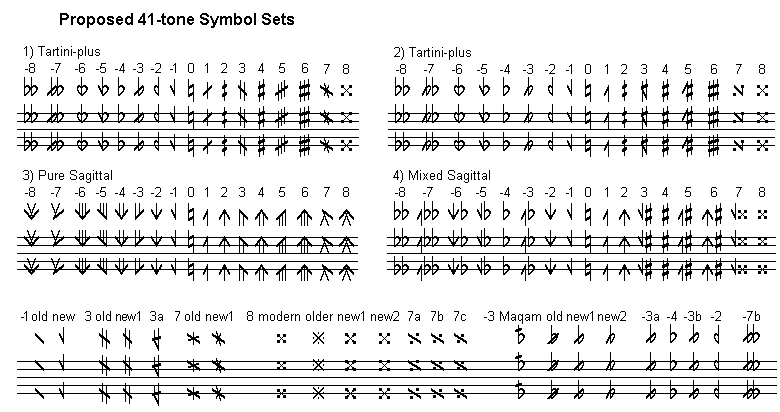 Proposed 41-tone Symbol Sets
1) Tartini-plus
-8 -7 -6 -5 -4 -3 -2 -1 0 1 2 3 4 5 6 7 8
2) Tartini-plus
-8 -7 -6 -5 -4 -3 -2 -1 0 1 2 3 4 5 6 7 8
3) Pure Sagittal
-8 -7 -6 -5 -4 -3 -2 -1 0 1 2 3 4 5 6 7 8
4) Mixed Sagittal
-8 -7 -6 -5 -4 -3 -2 -1 0 1 2 3 4 5 6 7 8
-1 old new 3 old new1 3a 7 old new1 8 modern older new1 new2 7a 7b 7c -3 Maqam old new1 new2 -3a -4 -3b -2 -7b